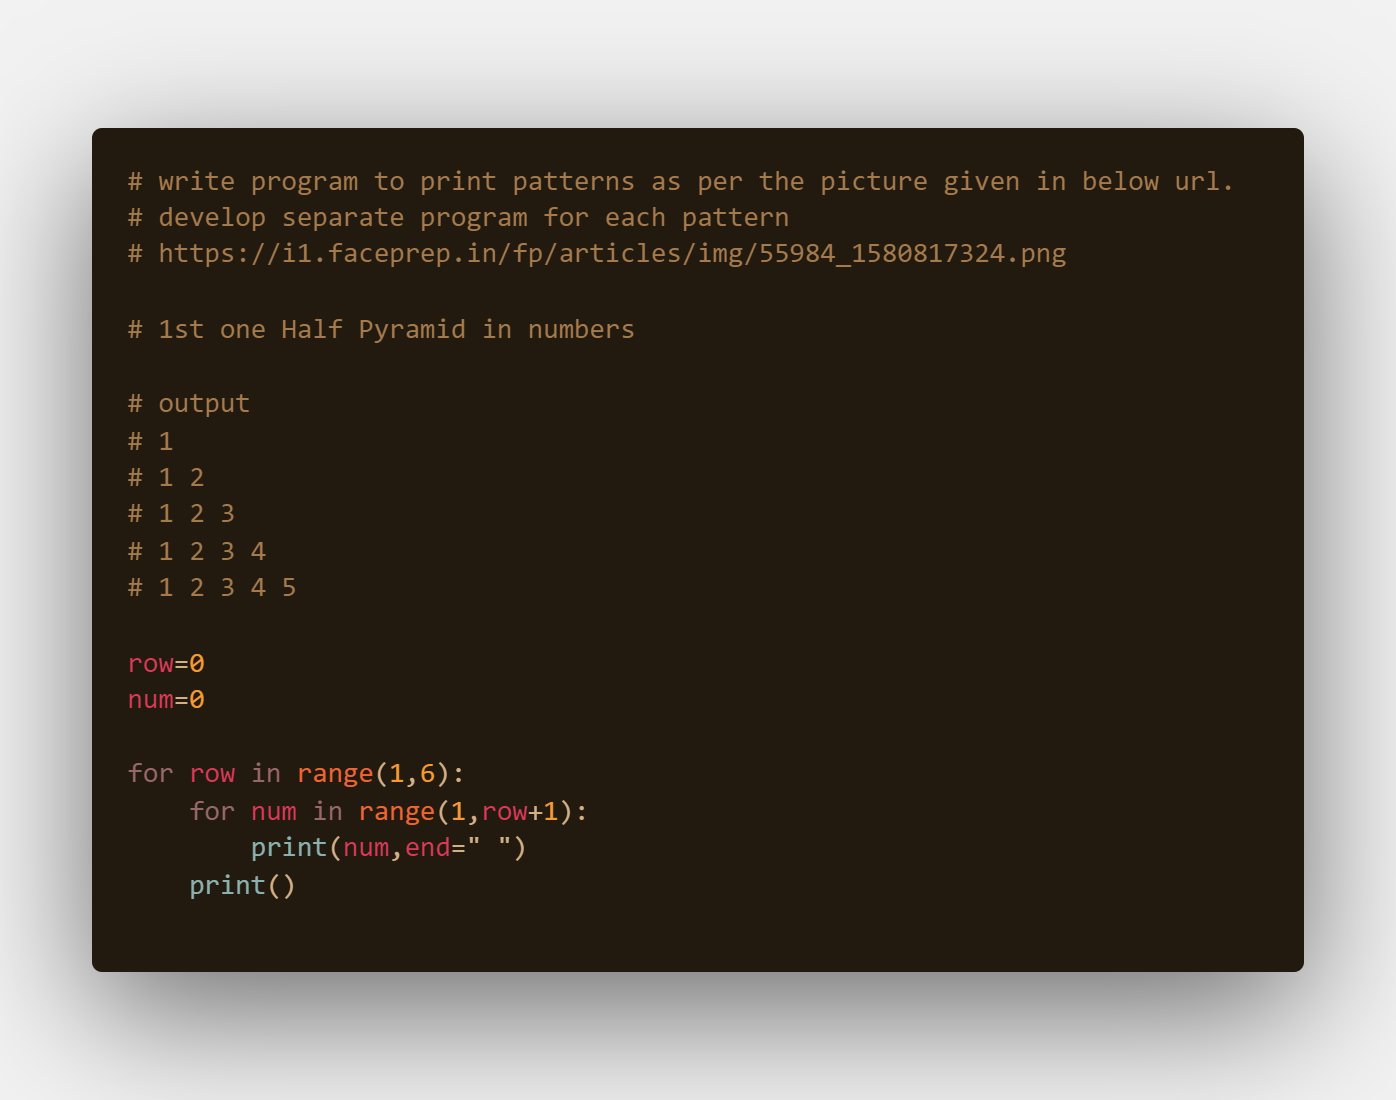 # write program to print patterns as per the picture given in below url.
# develop separate program for each pattern
# https://i1.faceprep.in/fp/articles/img/55984_1580817324.png

# 1st one Half Pyramid in numbers

# output
# 1
# 1 2
# 1 2 3
# 1 2 3 4
# 1 2 3 4 5

row=0
num=0

for row in range(1,6):
    for num in range(1,row+1):
        print(num,end=" ")
    print()